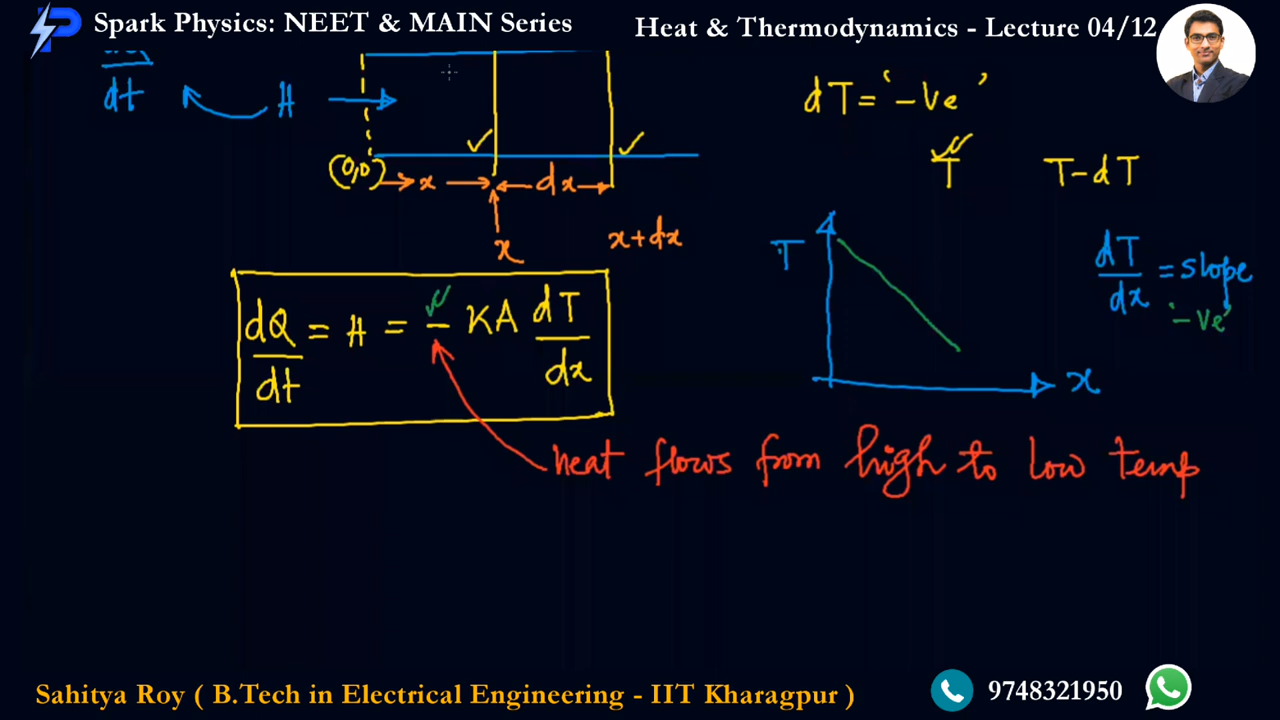 Spark Physics: NEET & MAIN Series
Heat & Thermodynamics - Lecture 04/12
dQ
dt
H
(0,0)
x
dx
x
x+dx
dT = '-Ve'
T
T-dT
T
x
dT/dx = slope
'-Ve'
dQ/dt = H = - KA dT/dx
heat flows from high to low temp
Sahitya Roy ( B.Tech in Electrical Engineering - IIT Kharagpur )
9748321950